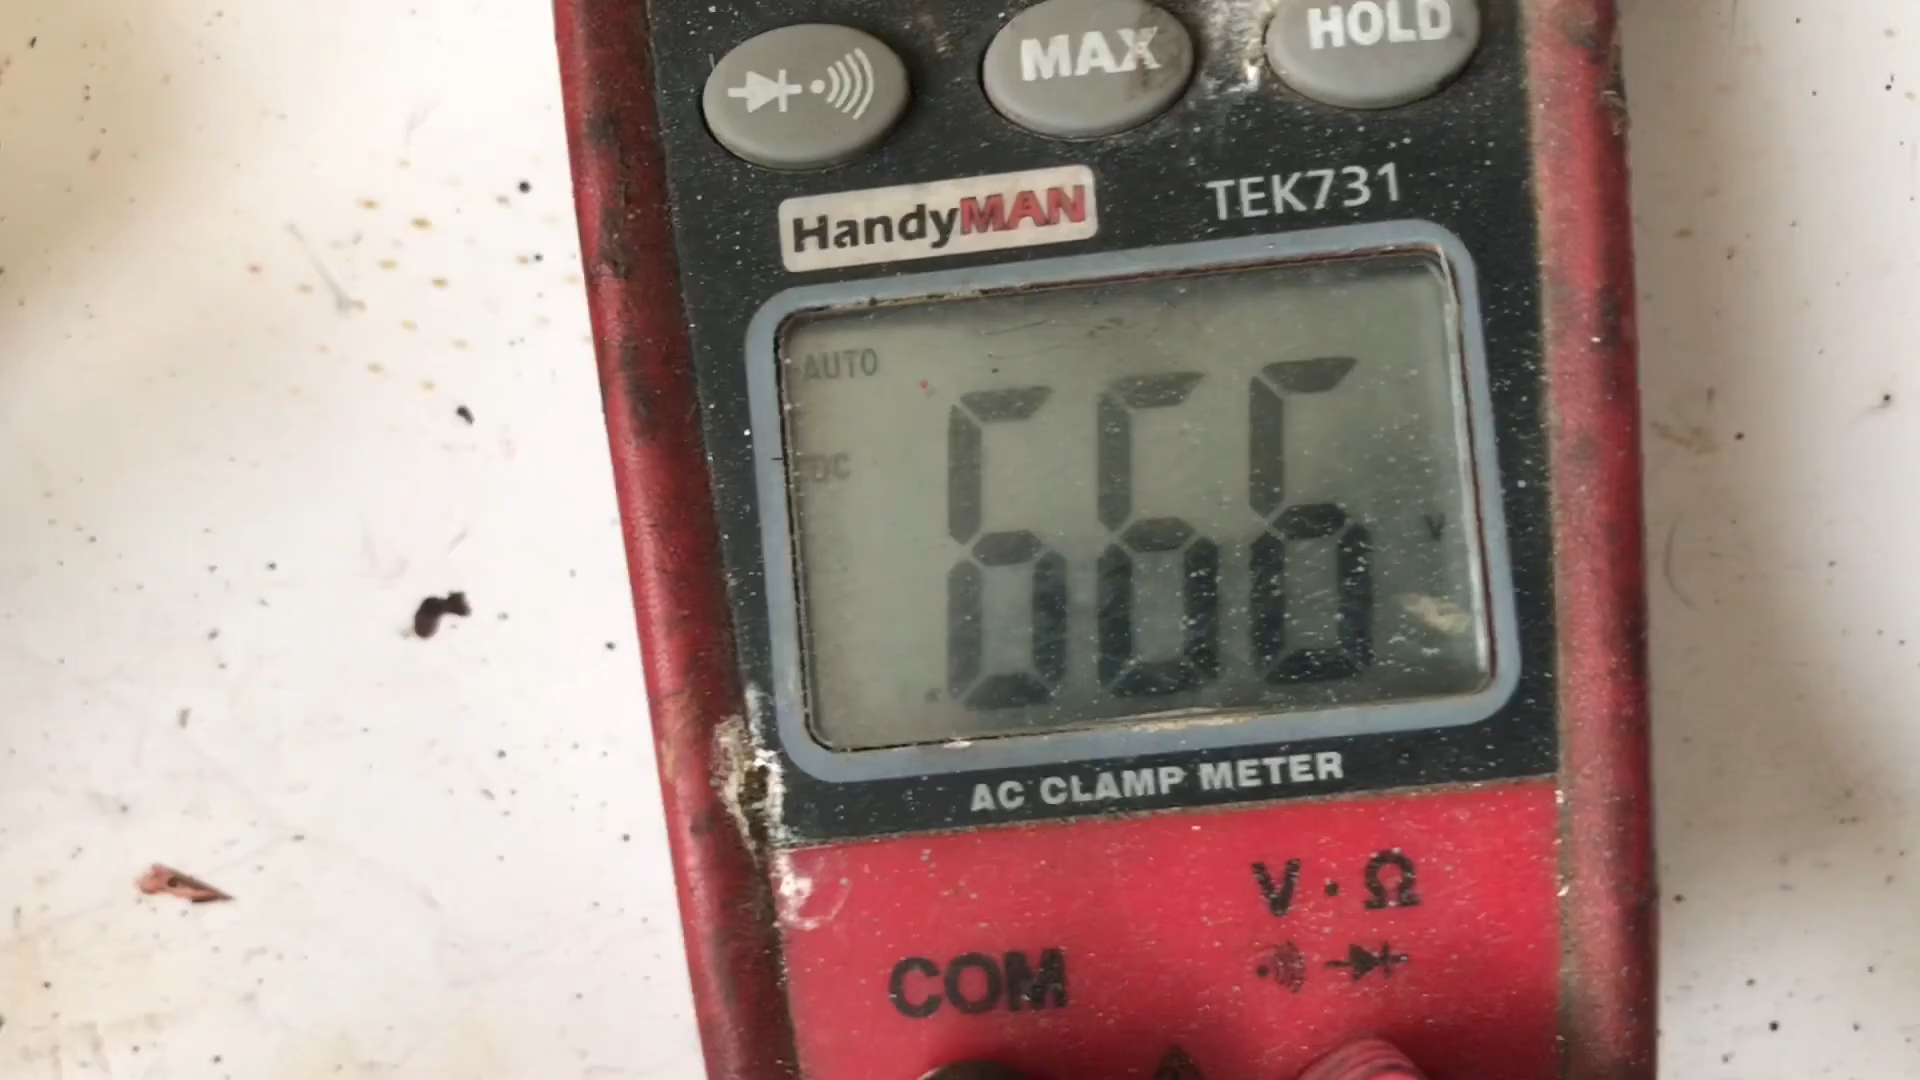 MAX
HOLD
HandyMAN
TEK731
AUTO
DC
666
V
AC CLAMP METER
V · Ω
COM